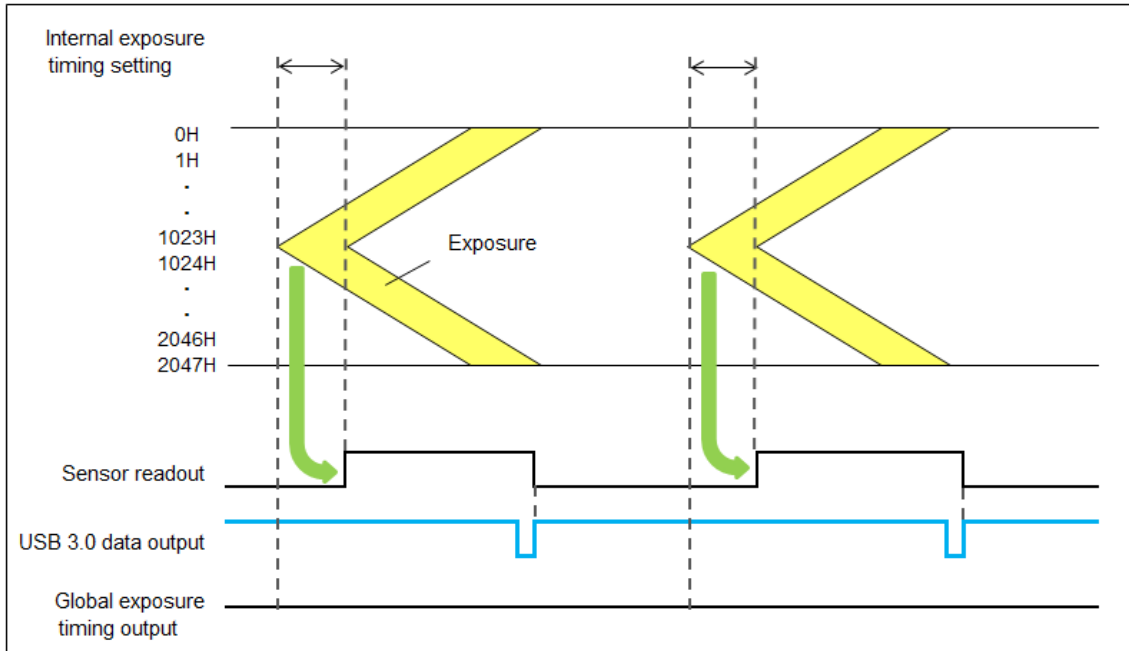 Internal exposure
timing setting
0H
1H
.
.
1023H
1024H
.
.
2046H
2047H
Exposure
Sensor readout
USB 3.0 data output
Global exposure
timing output